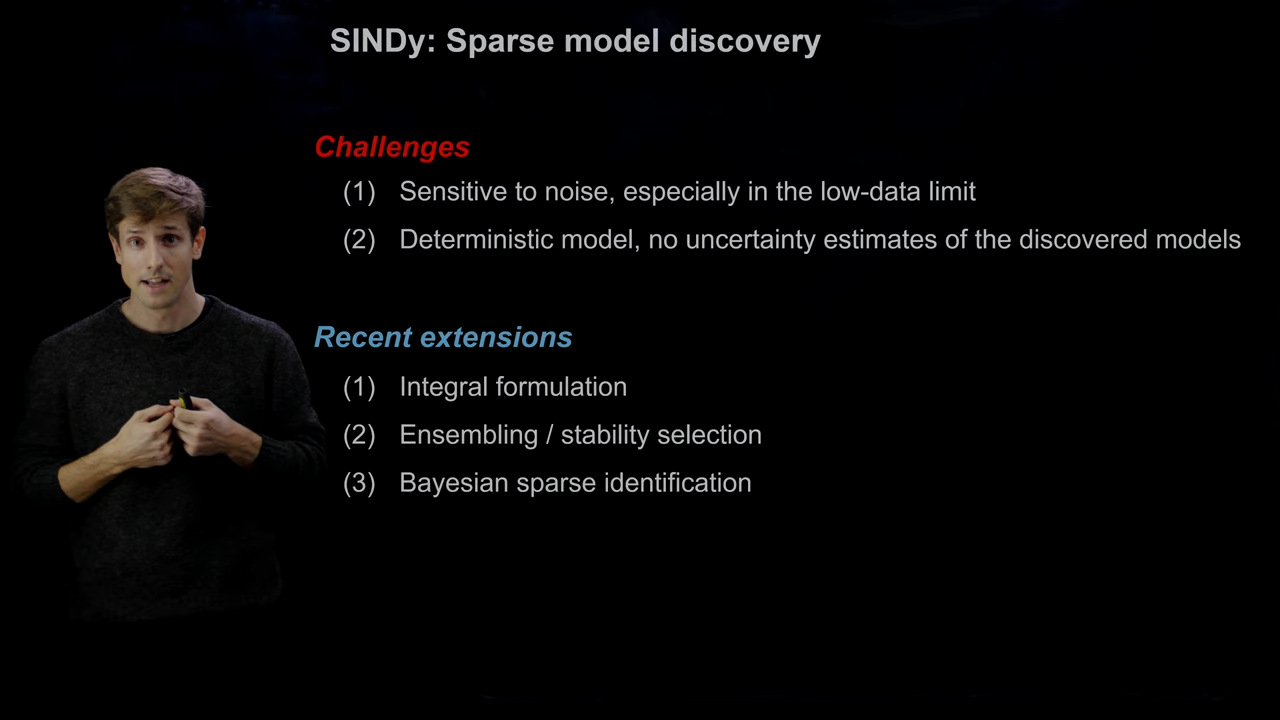 SINDy: Sparse model discovery
Challenges
(1) Sensitive to noise, especially in the low-data limit
(2) Deterministic model, no uncertainty estimates of the discovered models
Recent extensions
(1) Integral formulation
(2) Ensembling / stability selection
(3) Bayesian sparse identification